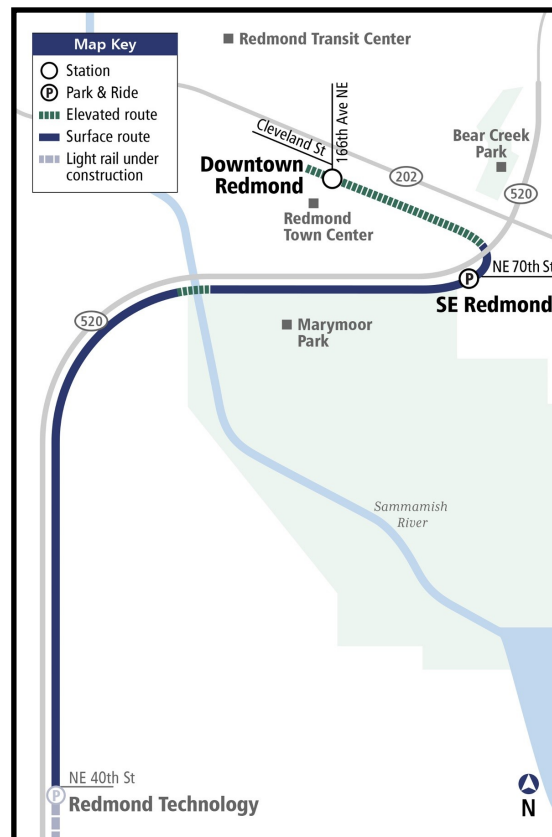 Map Key
Station
P
Park & Ride
Elevated route
Surface route
Light rail under
construction
Redmond Transit Center
166th Ave NE
Cleveland St
Downtown
Redmond
202
Bear Creek
Park
520
Redmond
Town Center
NE 70th St
P
SE Redmond
520
Marymoor
Park
Sammamish
River
NE 40th St
P
Redmond Technology
N